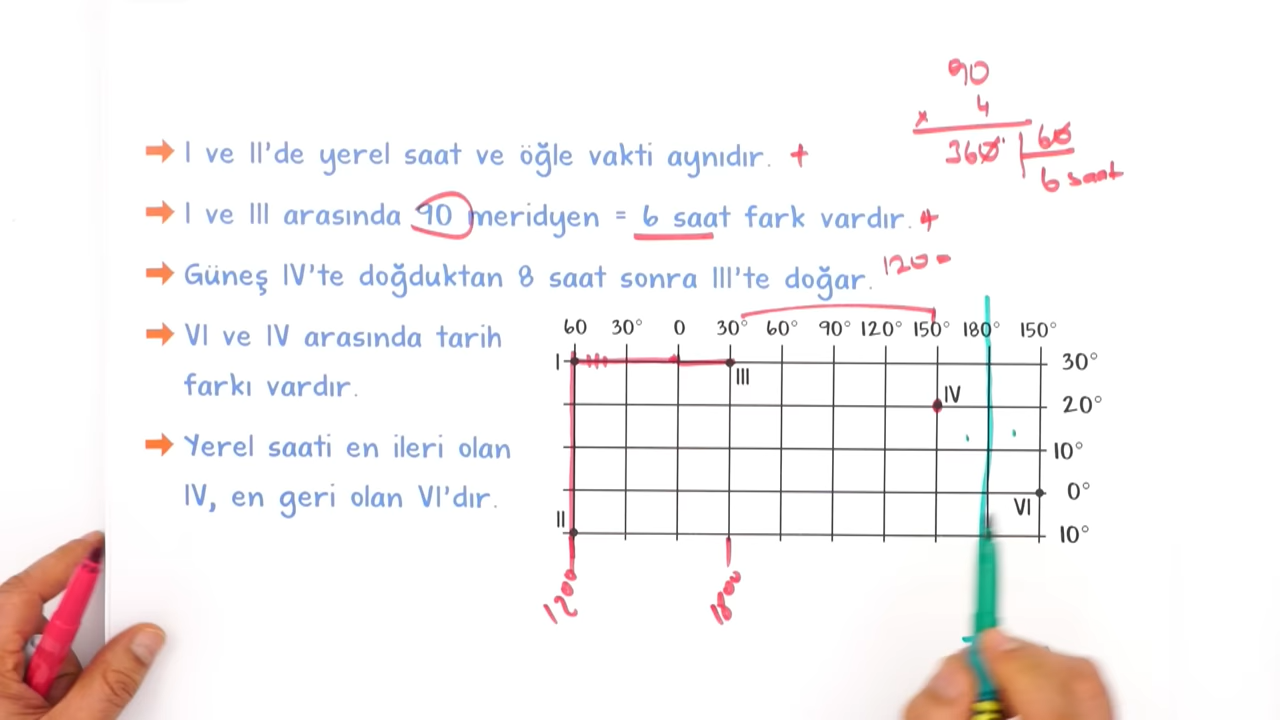 90
x 4
360 | 60
6 saat
➡ I ve II'de yerel saat ve öğle vakti aynıdır. +
➡ I ve III arasında 90 meridyen = 6 saat fark vardır. +
➡ Güneş IV'te doğduktan 8 saat sonra III'te doğar. 120
➡ VI ve IV arasında tarih
farkı vardır.
➡ Yerel saati en ileri olan
IV, en geri olan VI'dır.
60 30° 0 30° 60° 90° 120° 150° 180° 150°
I 30°
III
IV 20°
10°
0°
VI
II 10°
1200 1800